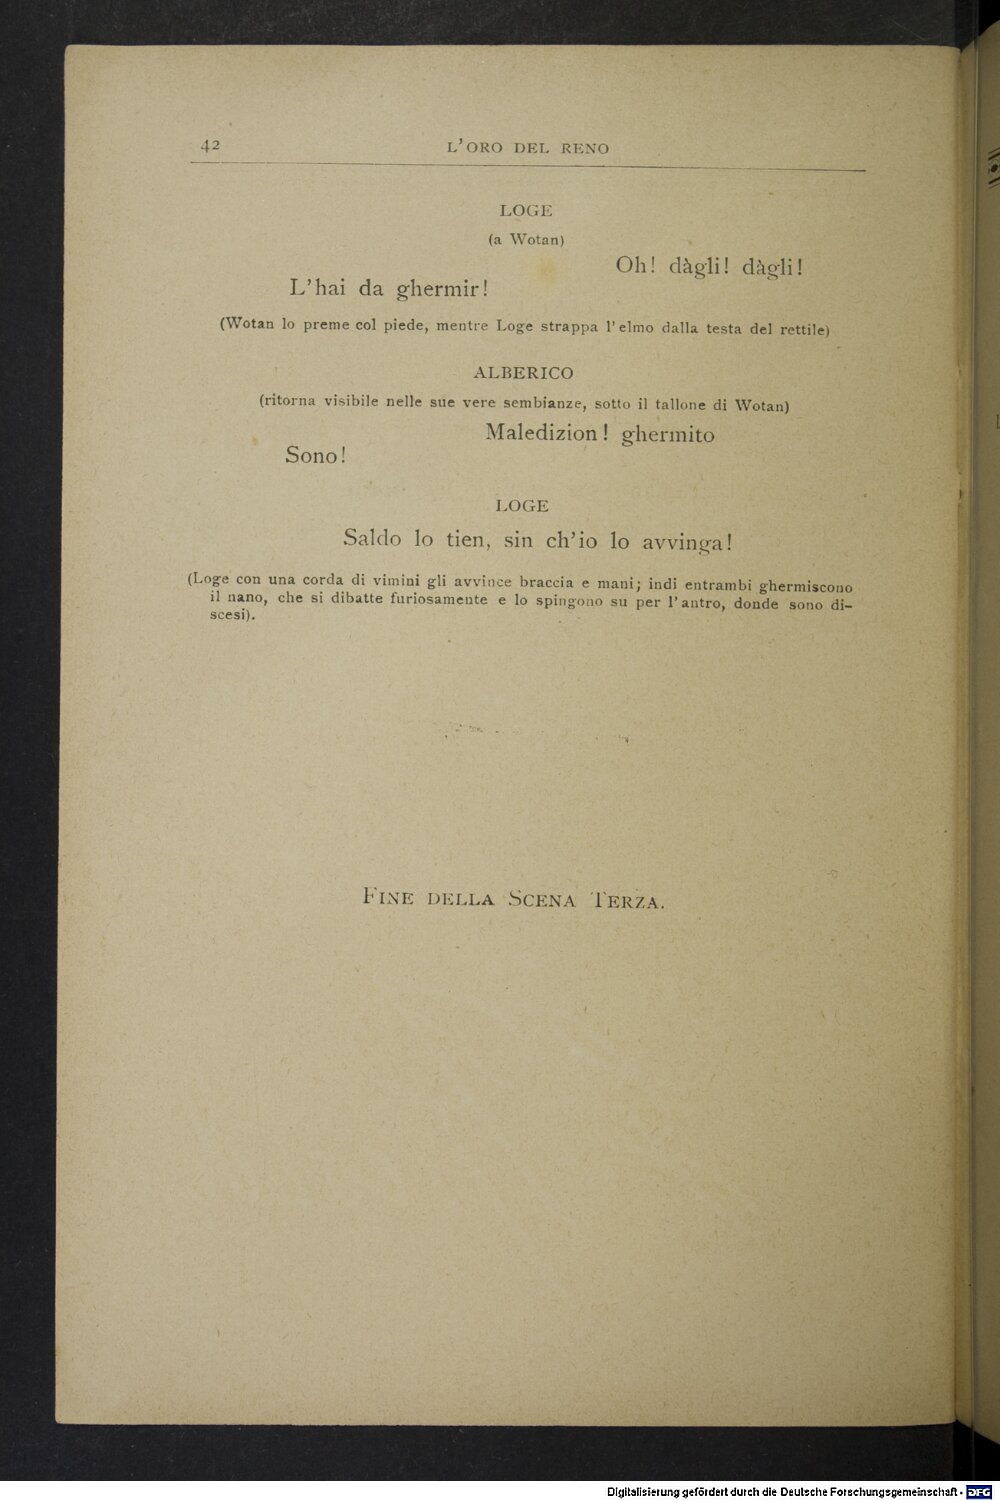 42
L'ORO DEL RENO
LOGE
(a Wotan)
Oh! dàgli! dàgli!
L'hai da ghermir!
(Wotan lo preme col piede, mentre Loge strappa l'elmo dalla testa del rettile)
ALBERICO
(ritorna visibile nelle sue vere sembianze, sotto il tallone di Wotan)
Maledizion! ghermito
Sono!
LOGE
Saldo lo tien, sin ch'io lo avvinga!
(Loge con una corda di vimini gli avvince braccia e mani; indi entrambi ghermiscono
il nano, che si dibatte furiosamente e lo spingono su per l'antro, donde sono di-
scesi).
FINE DELLA SCENA TERZA.
Digitalisierung gefördert durch die Deutsche Forschungsgemeinschaft - DFG